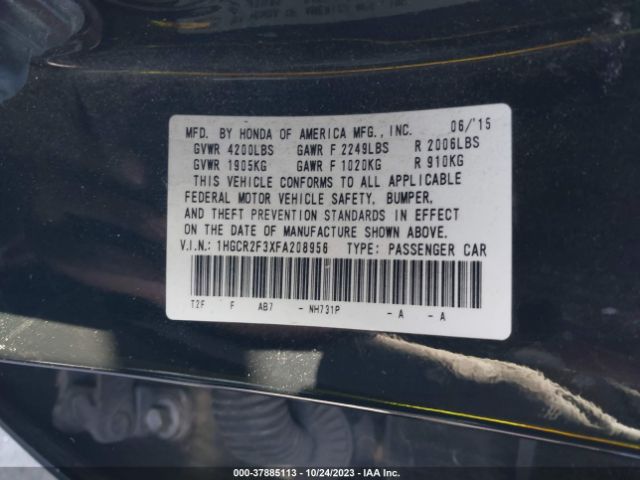 MFD. BY HONDA OF AMERICA MFG., INC. 06/'15
GVWR 4200LBS GAWR F 2249LBS R 2006LBS
GVWR 1905KG GAWR F 1020KG R 910KG
THIS VEHICLE CONFORMS TO ALL APPLICABLE
FEDERAL MOTOR VEHICLE SAFETY, BUMPER,
AND THEFT PREVENTION STANDARDS IN EFFECT
ON THE DATE OF MANUFACTURE SHOWN ABOVE.
V.I.N.: 1HGCR2F3XFA208956 TYPE: PASSENGER CAR
T2F F AB7 - NH731P - A - A
000-37885113 - 10/24/2023 - IAA Inc.